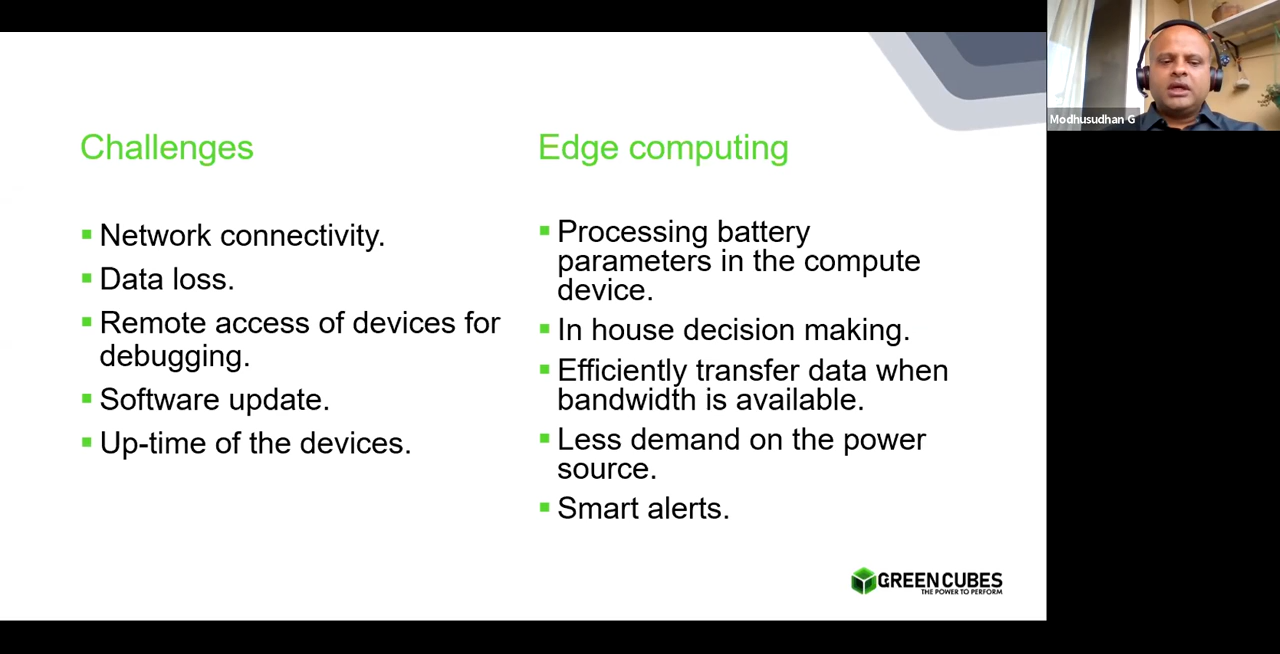 Challenges
Network connectivity.
Data loss.
Remote access of devices for
debugging.
Software update.
Up-time of the devices.
Edge computing
Processing battery
parameters in the compute
device.
In house decision making.
Efficiently transfer data when
bandwidth is available.
Less demand on the power
source.
Smart alerts.
GREEN CUBES
THE POWER TO PERFORM
Modhusudhan G